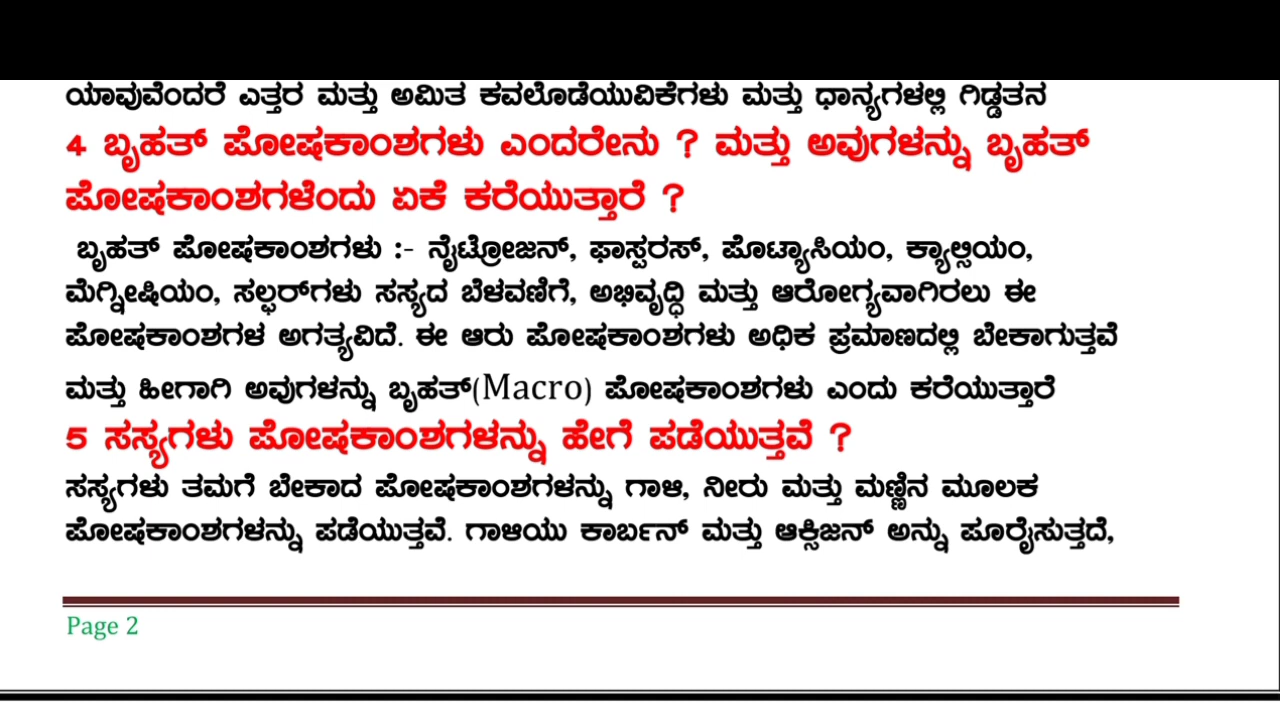 ಯಾವುವೆಂದರೆ ಎತ್ತರ ಮತ್ತು ಅಮಿತ ಕವಲೊಡೆಯುವಿಕೆಗಳು ಮತ್ತು ಧಾನ್ಯಗಳಲ್ಲಿ ಗಿಡ್ಡತನ
4 ಬೃಹತ್ ಪೋಷಕಾಂಶಗಳು ಎಂದರೇನು ? ಮತ್ತು ಅವುಗಳನ್ನು ಬೃಹತ್
ಪೋಷಕಾಂಶಗಳೆಂದು ಏಕೆ ಕರೆಯುತ್ತಾರೆ ?
ಬೃಹತ್ ಪೋಷಕಾಂಶಗಳು :- ನೈಟ್ರೋಜನ್, ಫಾಸ್ಪರಸ್, ಪೊಟ್ಯಾಸಿಯಂ, ಕ್ಯಾಲ್ಸಿಯಂ,
ಮೆಗ್ನೀಷಿಯಂ, ಸಲ್ಫರ್‌ಗಳು ಸಸ್ಯದ ಬೆಳವಣಿಗೆ, ಅಭಿವೃದ್ಧಿ ಮತ್ತು ಆರೋಗ್ಯವಾಗಿರಲು ಈ
ಪೋಷಕಾಂಶಗಳ ಅಗತ್ಯವಿದೆ. ಈ ಆರು ಪೋಷಕಾಂಶಗಳು ಅಧಿಕ ಪ್ರಮಾಣದಲ್ಲಿ ಬೇಕಾಗುತ್ತವೆ
ಮತ್ತು ಹೀಗಾಗಿ ಅವುಗಳನ್ನು ಬೃಹತ್(Macro) ಪೋಷಕಾಂಶಗಳು ಎಂದು ಕರೆಯುತ್ತಾರೆ
5 ಸಸ್ಯಗಳು ಪೋಷಕಾಂಶಗಳನ್ನು ಹೇಗೆ ಪಡೆಯುತ್ತವೆ ?
ಸಸ್ಯಗಳು ತಮಗೆ ಬೇಕಾದ ಪೋಷಕಾಂಶಗಳನ್ನು ಗಾಳಿ, ನೀರು ಮತ್ತು ಮಣ್ಣಿನ ಮೂಲಕ
ಪೋಷಕಾಂಶಗಳನ್ನು ಪಡೆಯುತ್ತವೆ. ಗಾಳಿಯು ಕಾರ್ಬನ್ ಮತ್ತು ಆಕ್ಸಿಜನ್ ಅನ್ನು ಪೂರೈಸುತ್ತದೆ,
Page 2